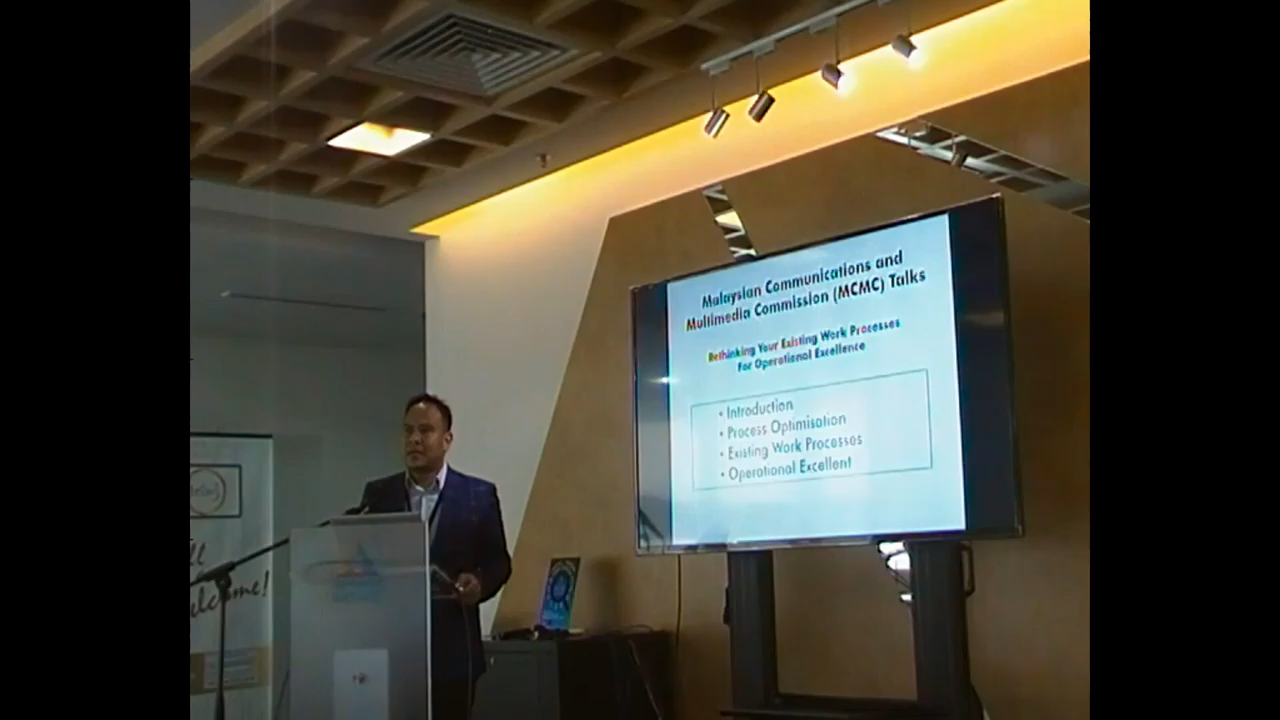 Malaysian Communications and
Multimedia Commission (MCMC) Talks
Rethinking Your Existing Work Processes
For Operational Excellence
• Introduction
• Process Optimisation
• Existing Work Processes
• Operational Excellent